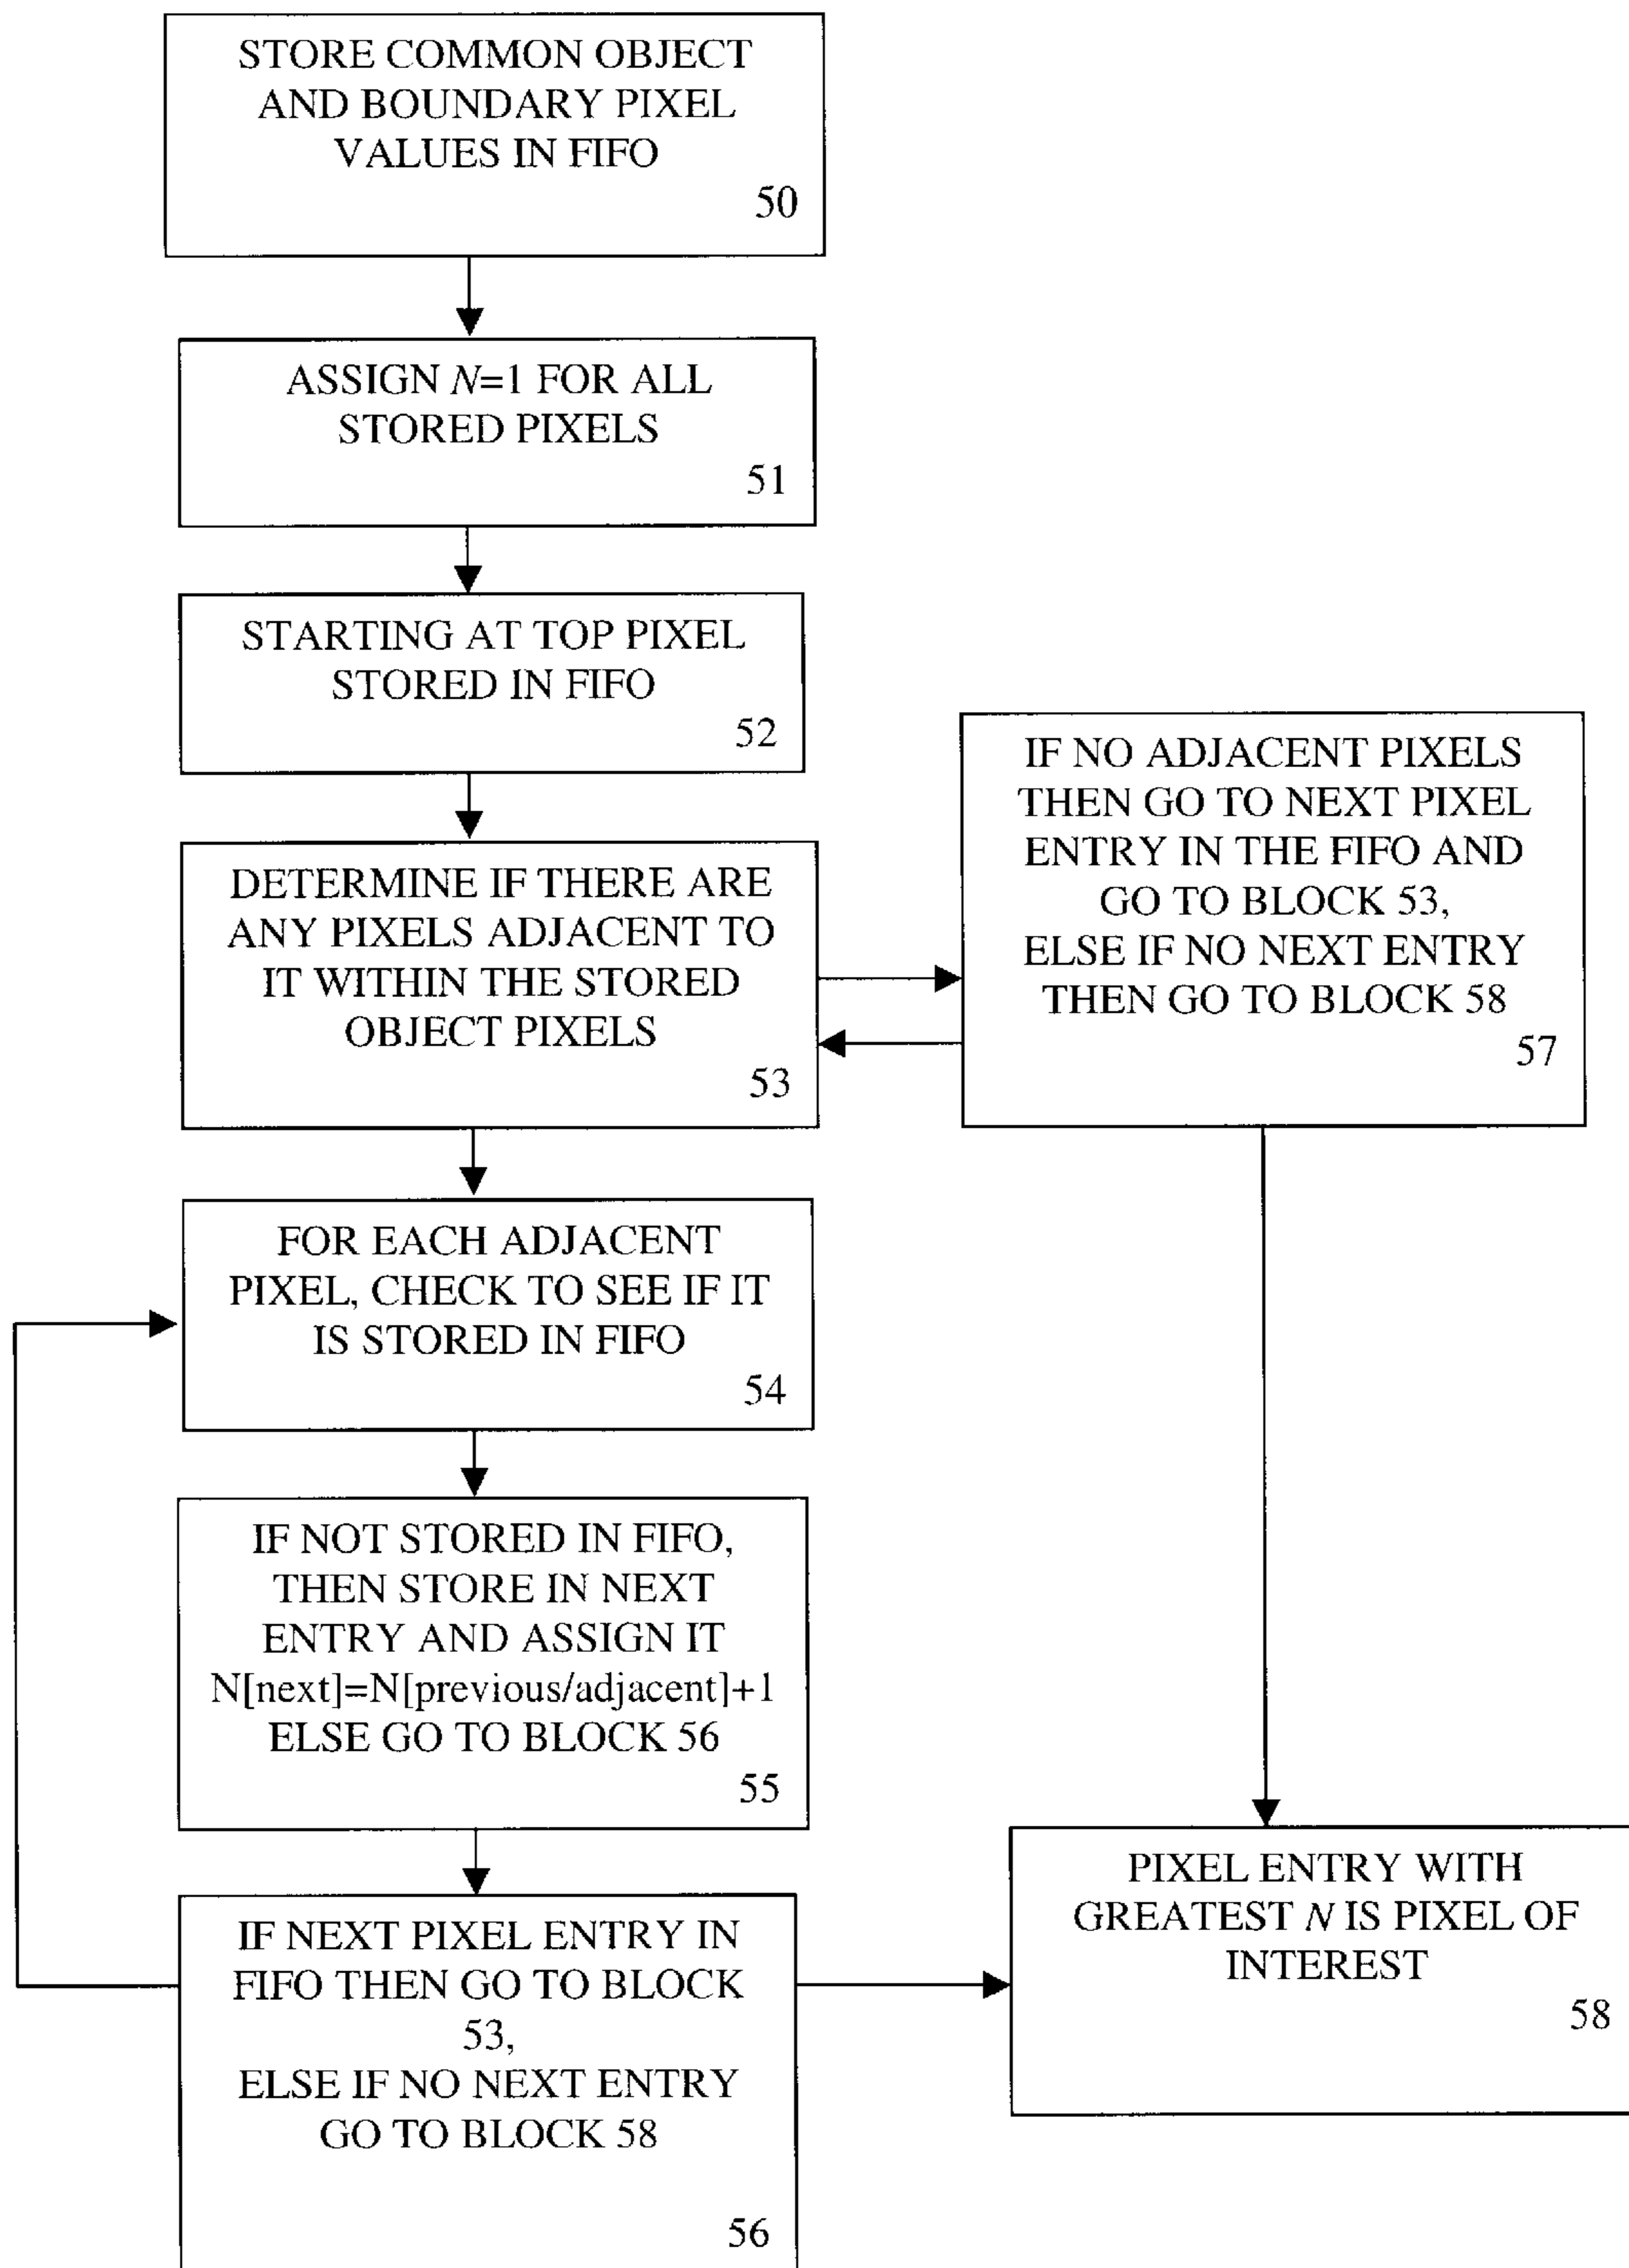 STORE COMMON OBJECT
AND BOUNDARY PIXEL
VALUES IN FIFO
50
ASSIGN N=1 FOR ALL
STORED PIXELS
51
STARTING AT TOP PIXEL
STORED IN FIFO
52
DETERMINE IF THERE ARE
ANY PIXELS ADJACENT TO
IT WITHIN THE STORED
OBJECT PIXELS
53
IF NO ADJACENT PIXELS
THEN GO TO NEXT PIXEL
ENTRY IN THE FIFO AND
GO TO BLOCK 53,
ELSE IF NO NEXT ENTRY
THEN GO TO BLOCK 58
57
FOR EACH ADJACENT
PIXEL, CHECK TO SEE IF IT
IS STORED IN FIFO
54
IF NOT STORED IN FIFO,
THEN STORE IN NEXT
ENTRY AND ASSIGN IT
N[next]=N[previous/adjacent]+1
ELSE GO TO BLOCK 56
55
IF NEXT PIXEL ENTRY IN
FIFO THEN GO TO BLOCK
53,
ELSE IF NO NEXT ENTRY
GO TO BLOCK 58
56
PIXEL ENTRY WITH
GREATEST N IS PIXEL OF
INTEREST
58